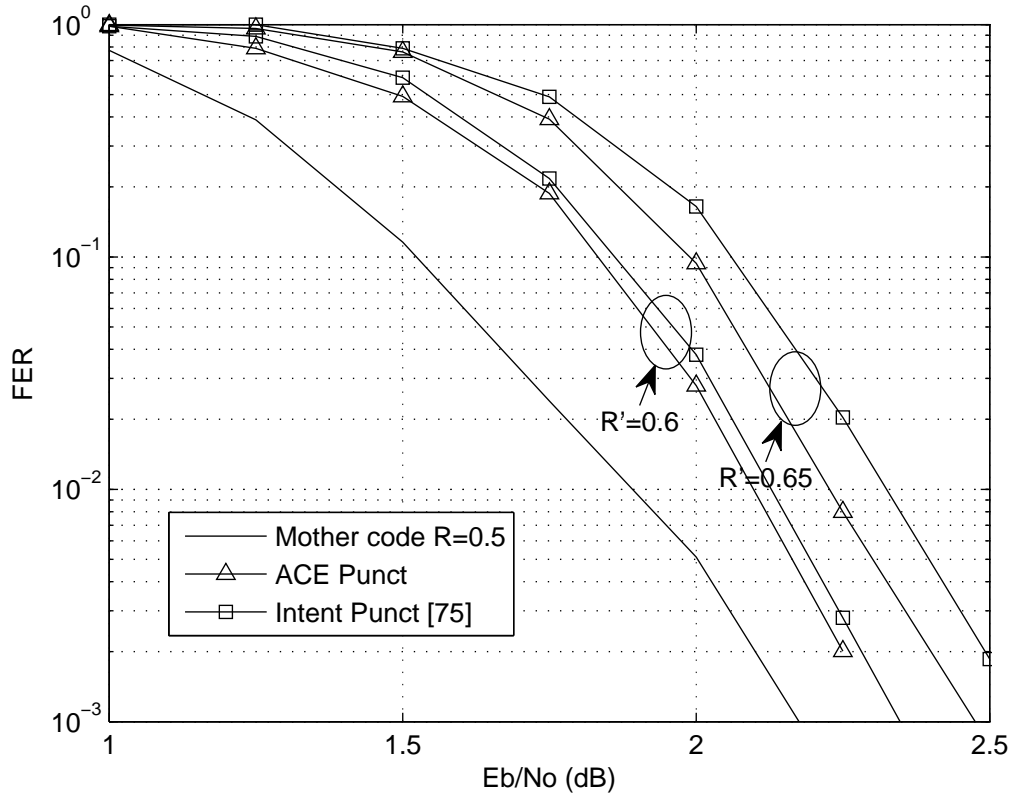 10^0
10^-1
10^-2
10^-3
FER
R'=0.6
R'=0.65
Mother code R=0.5
ACE Punct
Intent Punct [75]
1
1.5
2
2.5
Eb/No (dB)